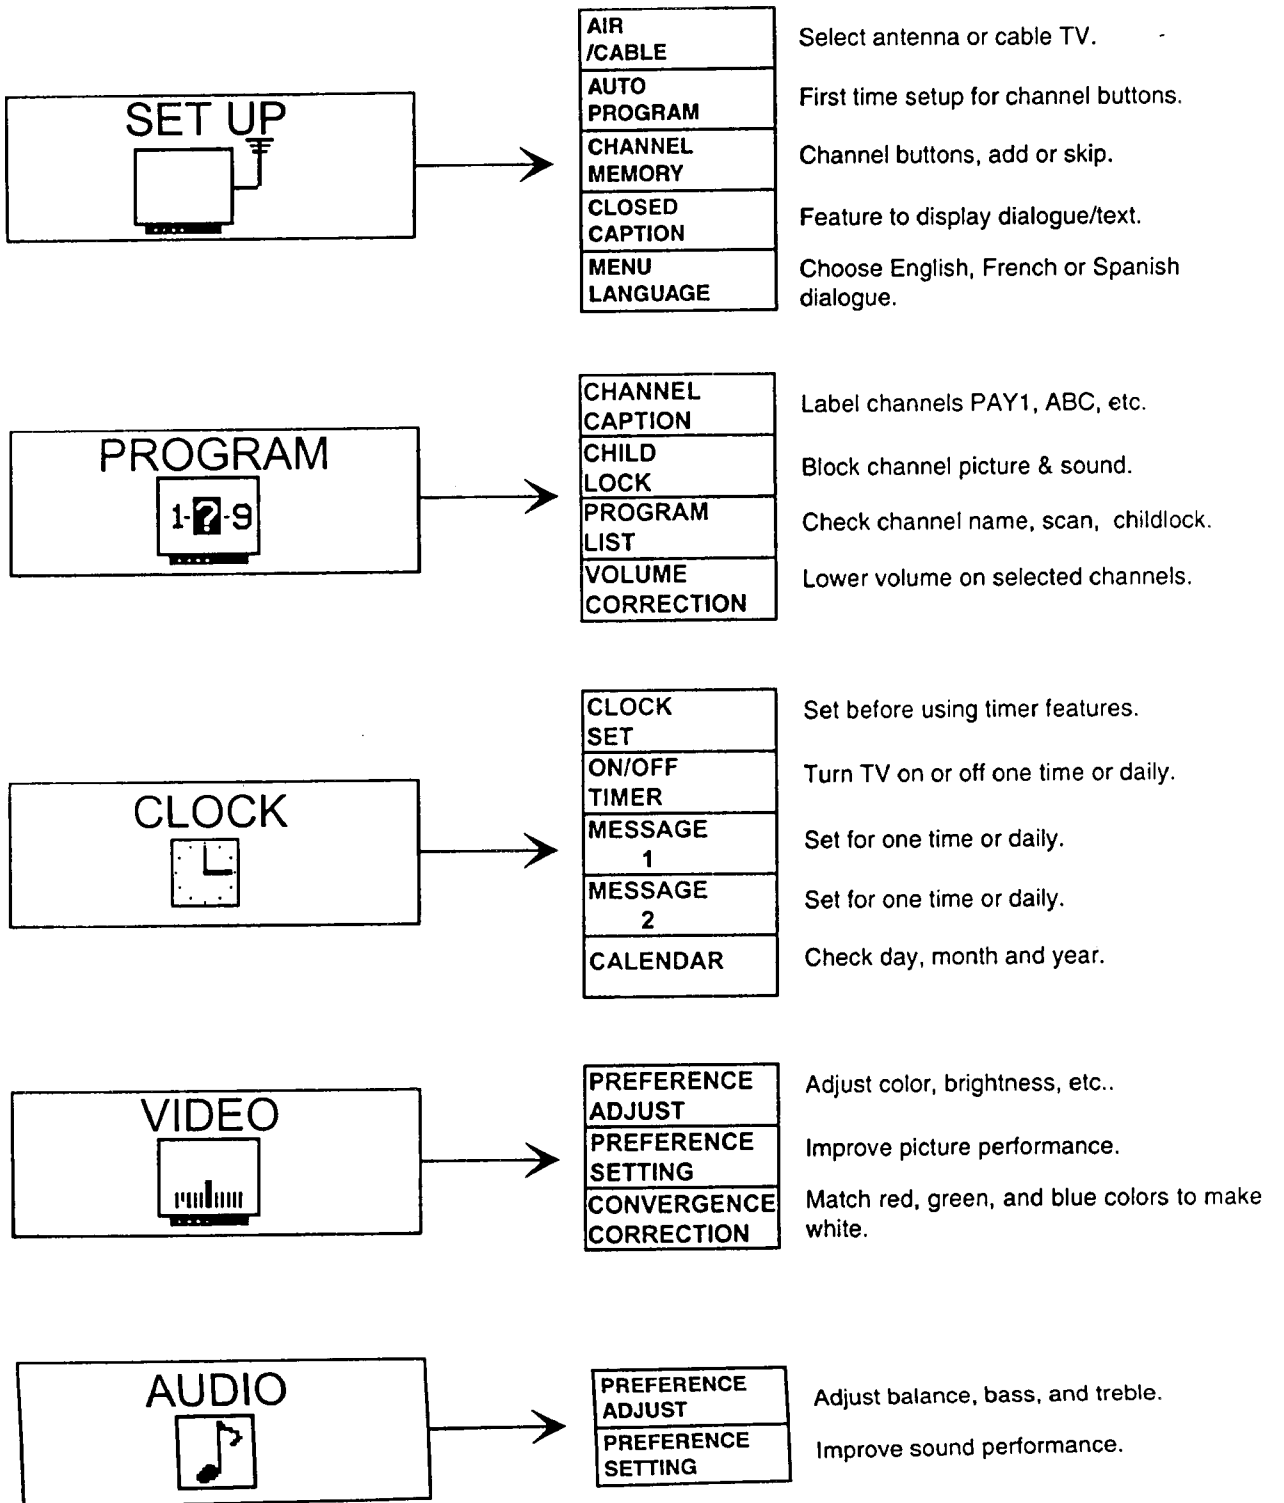 SET UP
AIR
/CABLE
Select antenna or cable TV.
AUTO
PROGRAM
First time setup for channel buttons.
CHANNEL
MEMORY
Channel buttons, add or skip.
CLOSED
CAPTION
Feature to display dialogue/text.
MENU
LANGUAGE
Choose English, French or Spanish
dialogue.
PROGRAM
1-?-9
CHANNEL
CAPTION
Label channels PAY1, ABC, etc.
CHILD
LOCK
Block channel picture & sound.
PROGRAM
LIST
Check channel name, scan, childlock.
VOLUME
CORRECTION
Lower volume on selected channels.
CLOCK
CLOCK
SET
Set before using timer features.
ON/OFF
TIMER
Turn TV on or off one time or daily.
MESSAGE
1
Set for one time or daily.
MESSAGE
2
Set for one time or daily.
CALENDAR
Check day, month and year.
VIDEO
PREFERENCE
ADJUST
Adjust color, brightness, etc..
PREFERENCE
SETTING
Improve picture performance.
CONVERGENCE
CORRECTION
Match red, green, and blue colors to make
white.
AUDIO
PREFERENCE
ADJUST
Adjust balance, bass, and treble.
PREFERENCE
SETTING
Improve sound performance.